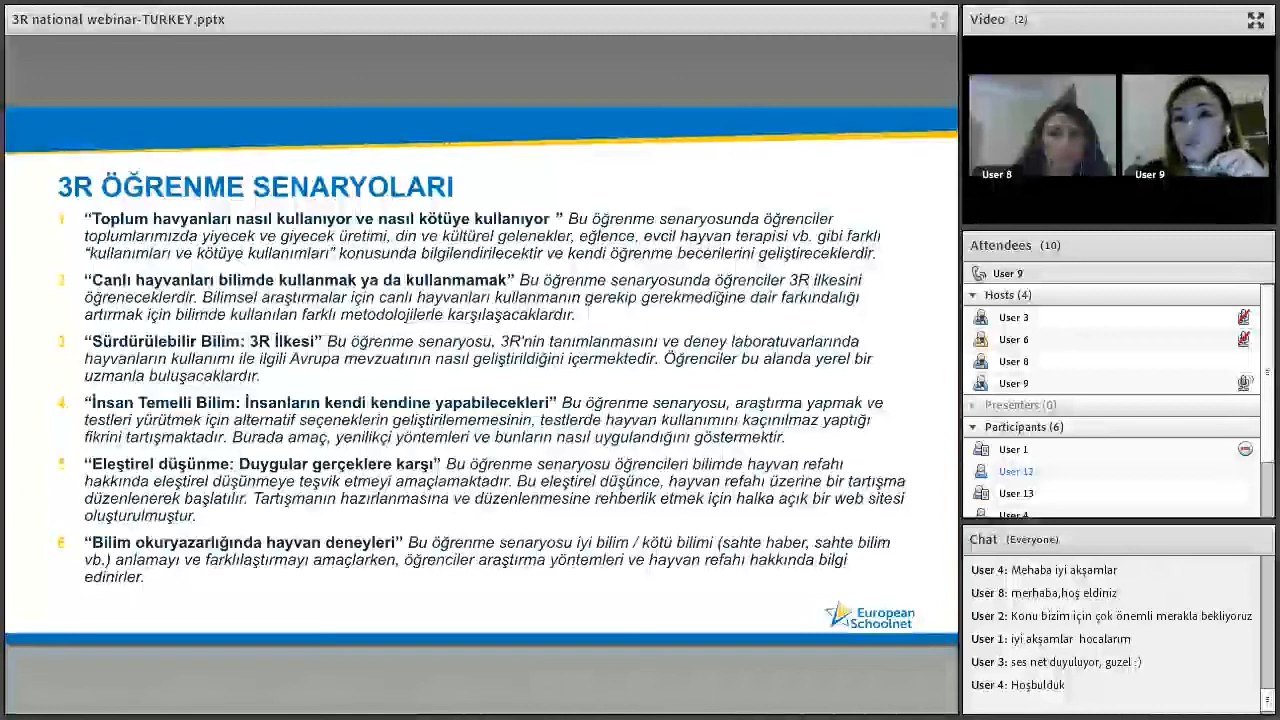 3R national webinar-TURKEY.pptx
3R ÖĞRENME SENARYOLARI
1 “Toplum havyanları nasıl kullanıyor ve nasıl kötüye kullanıyor ” Bu öğrenme senaryosunda öğrenciler
toplumlarımızda yiyecek ve giyecek üretimi, din ve kültürel gelenekler, eğlence, evcil hayvan terapisi vb. gibi farklı
“kullanımları ve kötüye kullanımları” konusunda bilgilendirilecektir ve kendi öğrenme becerilerini geliştireceklerdir.
2 “Canlı hayvanları bilimde kullanmak ya da kullanmamak” Bu öğrenme senaryosunda öğrenciler 3R ilkesini
öğreneceklerdir. Bilimsel araştırmalar için canlı hayvanları kullanmanın gerekip gerekmediğine dair farkındalığı
artırmak için bilimde kullanılan farklı metodolojilerle karşılaşacaklardır.
3 “Sürdürülebilir Bilim: 3R İlkesi” Bu öğrenme senaryosu, 3R'nin tanımlanmasını ve deney laboratuvarlarında
hayvanların kullanımı ile ilgili Avrupa mevzuatının nasıl geliştirildiğini içermektedir. Öğrenciler bu alanda yerel bir
uzmanla buluşacaklardır.
4 “İnsan Temelli Bilim: İnsanların kendi kendine yapabilecekleri” Bu öğrenme senaryosu, araştırma yapmak ve
testleri yürütmek için alternatif seçeneklerin geliştirilememesinin, testlerde hayvan kullanımını kaçınılmaz yaptığı
fikrini tartışmaktadır. Burada amaç, yenilikçi yöntemleri ve bunların nasıl uygulandığını göstermektir.
5 “Eleştirel düşünme: Duygular gerçeklere karşı” Bu öğrenme senaryosu öğrencileri bilimde hayvan refahı
hakkında eleştirel düşünmeye teşvik etmeyi amaçlamaktadır. Bu eleştirel düşünce, hayvan refahı üzerine bir tartışma
düzenlenerek başlatılır. Tartışmanın hazırlanmasına ve düzenlenmesine rehberlik etmek için halka açık bir web sitesi
oluşturulmuştur.
6 “Bilim okuryazarlığında hayvan deneyleri” Bu öğrenme senaryosu iyi bilim / kötü bilimi (sahte haber, sahte bilim
vb.) anlamayı ve farklılaştırmayı amaçlarken, öğrenciler araştırma yöntemleri ve hayvan refahı hakkında bilgi
edinirler.
European
Schoolnet
Video (2)
User 8
User 9
Attendees (10)
User 9
Hosts (4)
User 3
User 6
User 8
User 9
Presenters (0)
Participants (6)
User 1
User 12
User 13
User 4
Chat (Everyone)
User 4: Mehaba iyi akşamlar
User 8: merhaba,hoş eldiniz
User 2: Konu bizim için çok önemli merakla bekliyoruz
User 1: iyi akşamlar hocalarım
User 3: ses net duyuluyor, guzel :)
User 4: Hoşbulduk